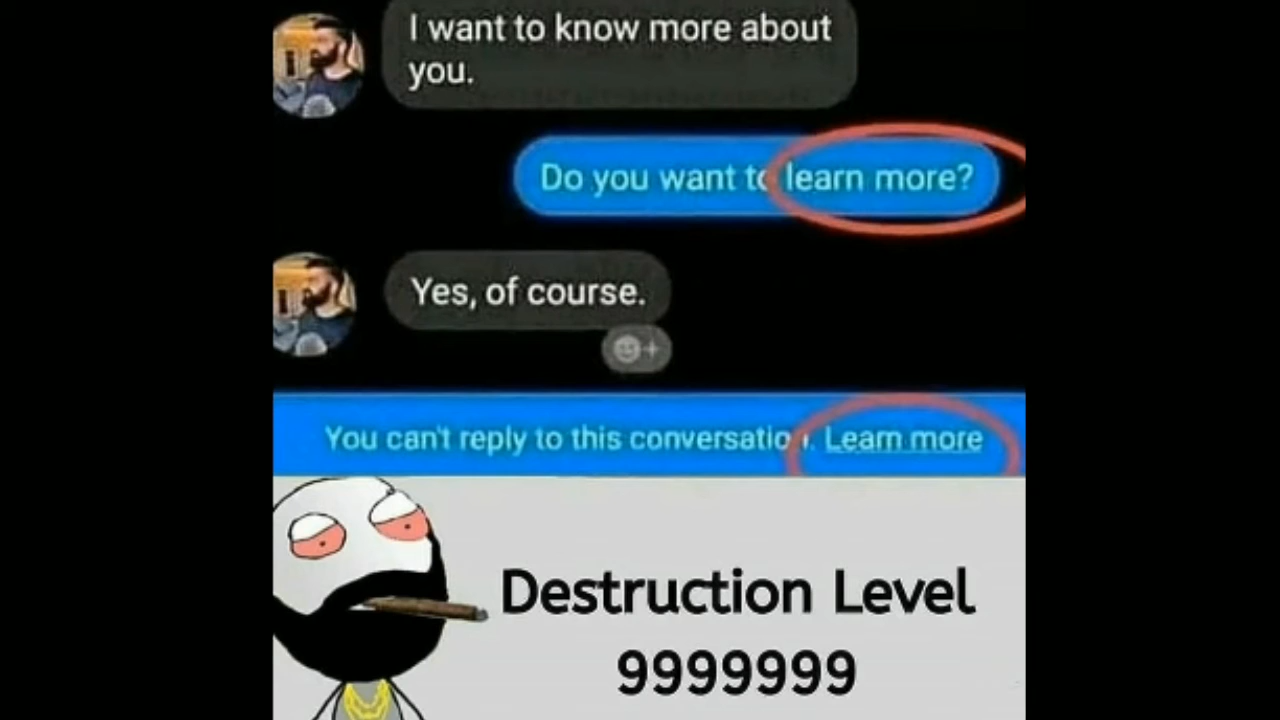 I want to know more about
you.
Do you want to learn more?
Yes, of course.
You can't reply to this conversation. Learn more
Destruction Level
9999999